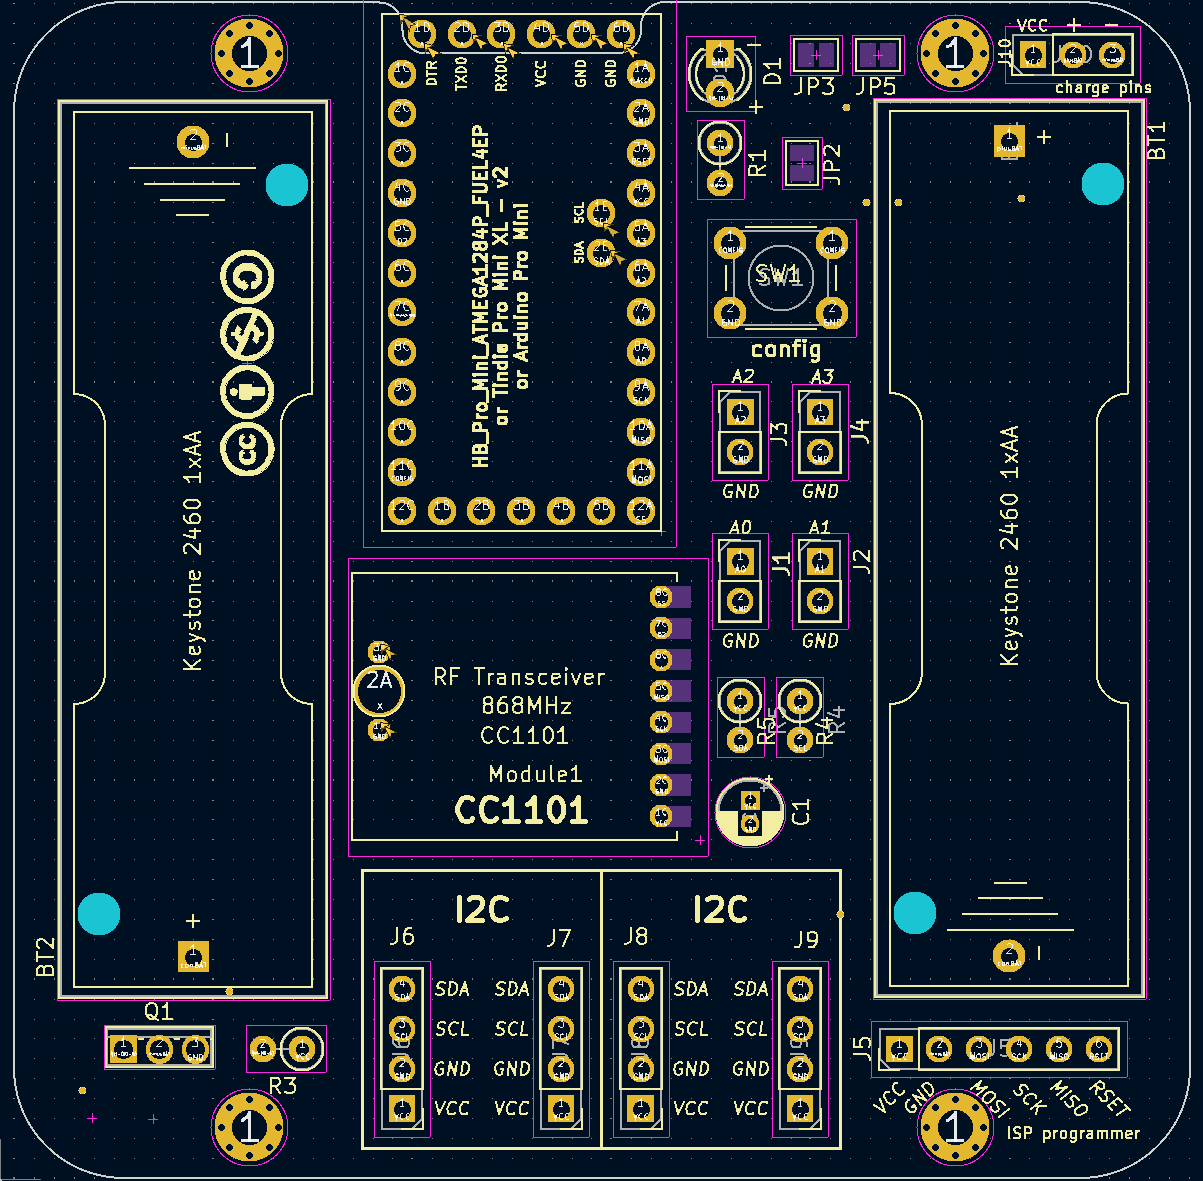 1
1
VCC + −
J10
charge pins
DTR
TXD0
RXD0
VCC
GND
GND
D1
−
+
JP3
JP5
R1
JP2
BT1
+
−
HB_Pro_Mini_ATMEGA1284P_FUEL4EP
or Tindie Pro Mini XL - v2
or Arduino Pro Mini
SCL
SDA
SW1
config
A2
A3
J3
J4
GND
GND
A0
A1
J1
J2
GND
GND
Keystone 2460 1xAA
cc
Keystone 2460 1xAA
2A
x
RF Transceiver
868MHz
CC1101
Module1
CC1101
R5
R4
C1
+
I2C
I2C
J6
J7
J8
J9
SDA SDA SDA SDA
SCL SCL SCL SCL
GND GND GND GND
VCC VCC VCC VCC
+
−
BT2
Q1
R3
J5
VCC
GND
MOSI
SCK
MISO
RSET
ISP programmer
1
1